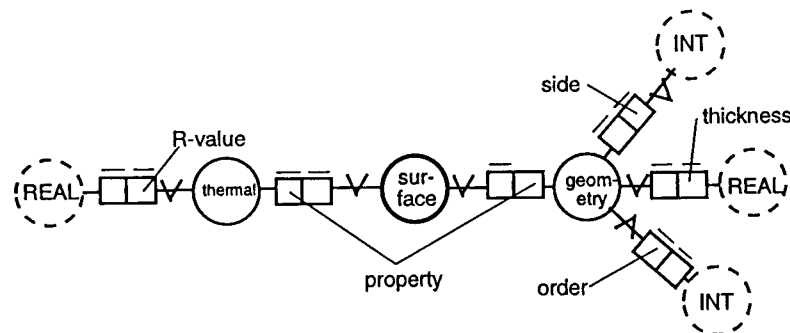 INT
side
thickness
R-value
REAL
thermal
sur-
face
geom-
etry
REAL
property
order
INT